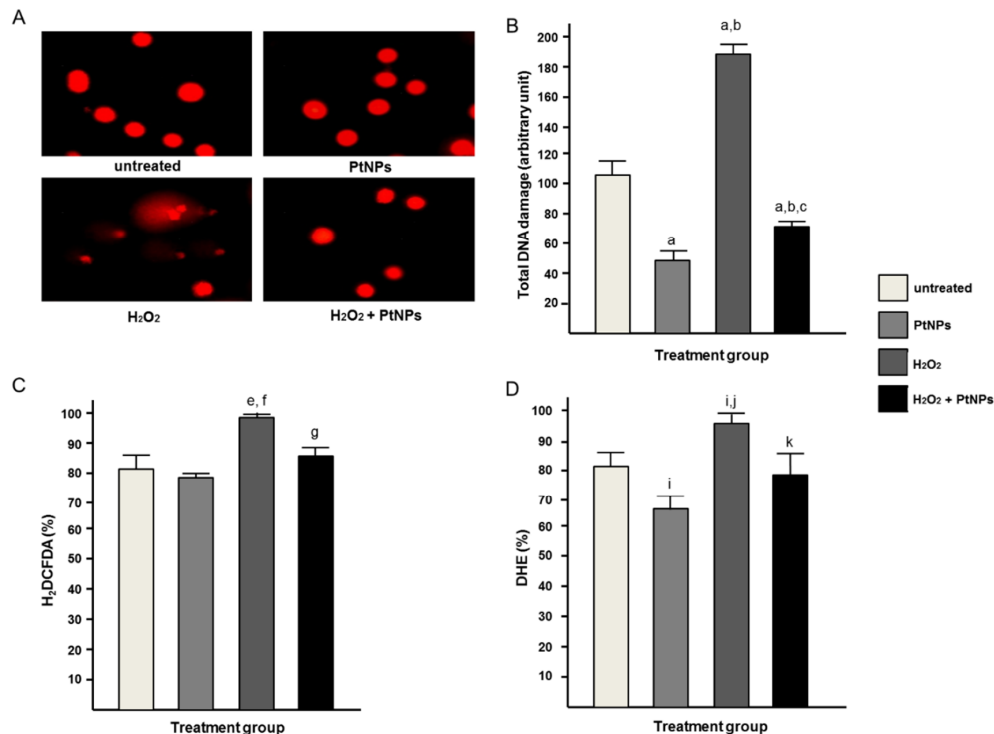 A
untreated
PtNPs
H₂O₂
H₂O₂ + PtNPs
B
Total DNA damage (arbitrary unit)
200
180
160
140
120
100
80
60
40
20
a
a,b
a,b,c
Treatment group
untreated
PtNPs
H₂O₂
H₂O₂ + PtNPs
C
H₂DCFDA (%)
100
90
80
70
60
50
40
30
20
10
e, f
g
Treatment group
D
DHE (%)
100
90
80
70
60
50
40
30
20
10
i
i,j
k
Treatment group